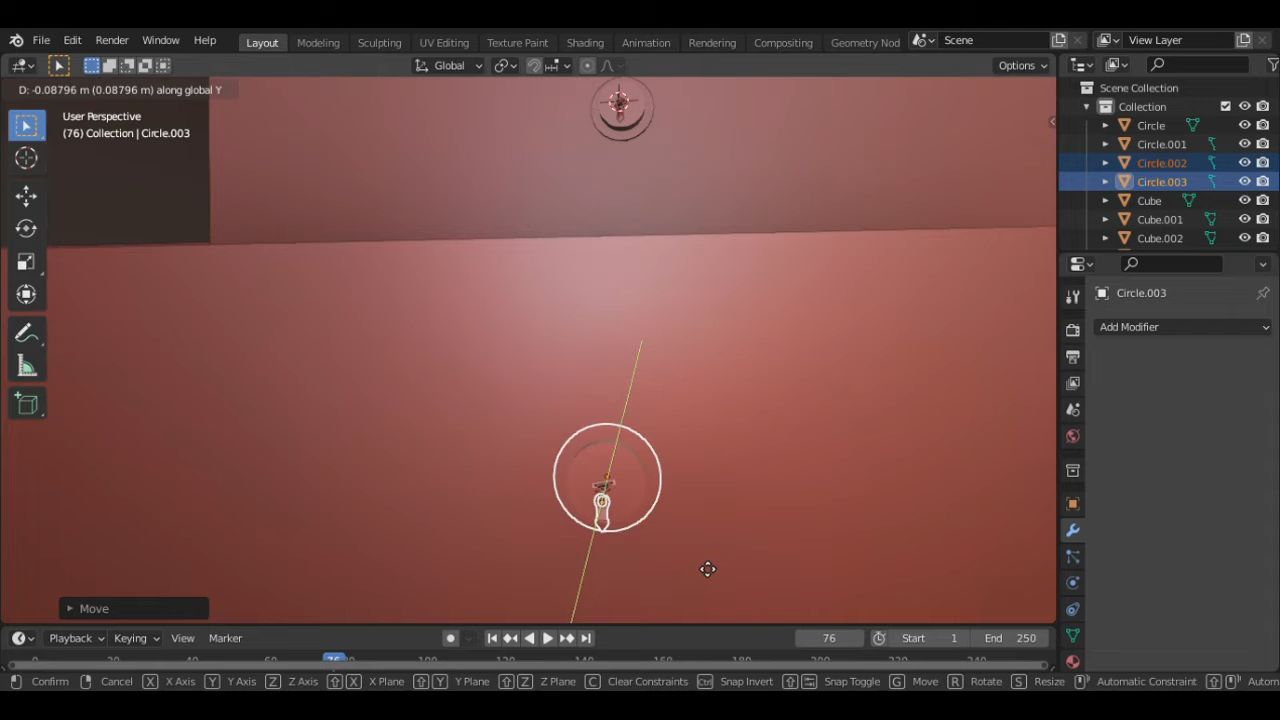 File Edit Render Window Help Layout Modeling Sculpting UV Editing Texture Paint Shading Animation Rendering Compositing Geometry Nod Scene View Layer
Global Options
D: -0.08796 m (0.08796 m) along global Y
User Perspective
(76) Collection | Circle.003
Scene Collection
Collection
Circle
Circle.001
Circle.002
Circle.003
Cube
Cube.001
Cube.002
Circle.003
Add Modifier
Move
Playback Keying View Marker 76 Start 1 End 250
Confirm Cancel X X Axis Y Y Axis Z Z Axis X X Plane Y Y Plane Z Z Plane C Clear Constraints Ctrl Snap Invert Snap Toggle G Move R Rotate S Resize Automatic Constraint Autom